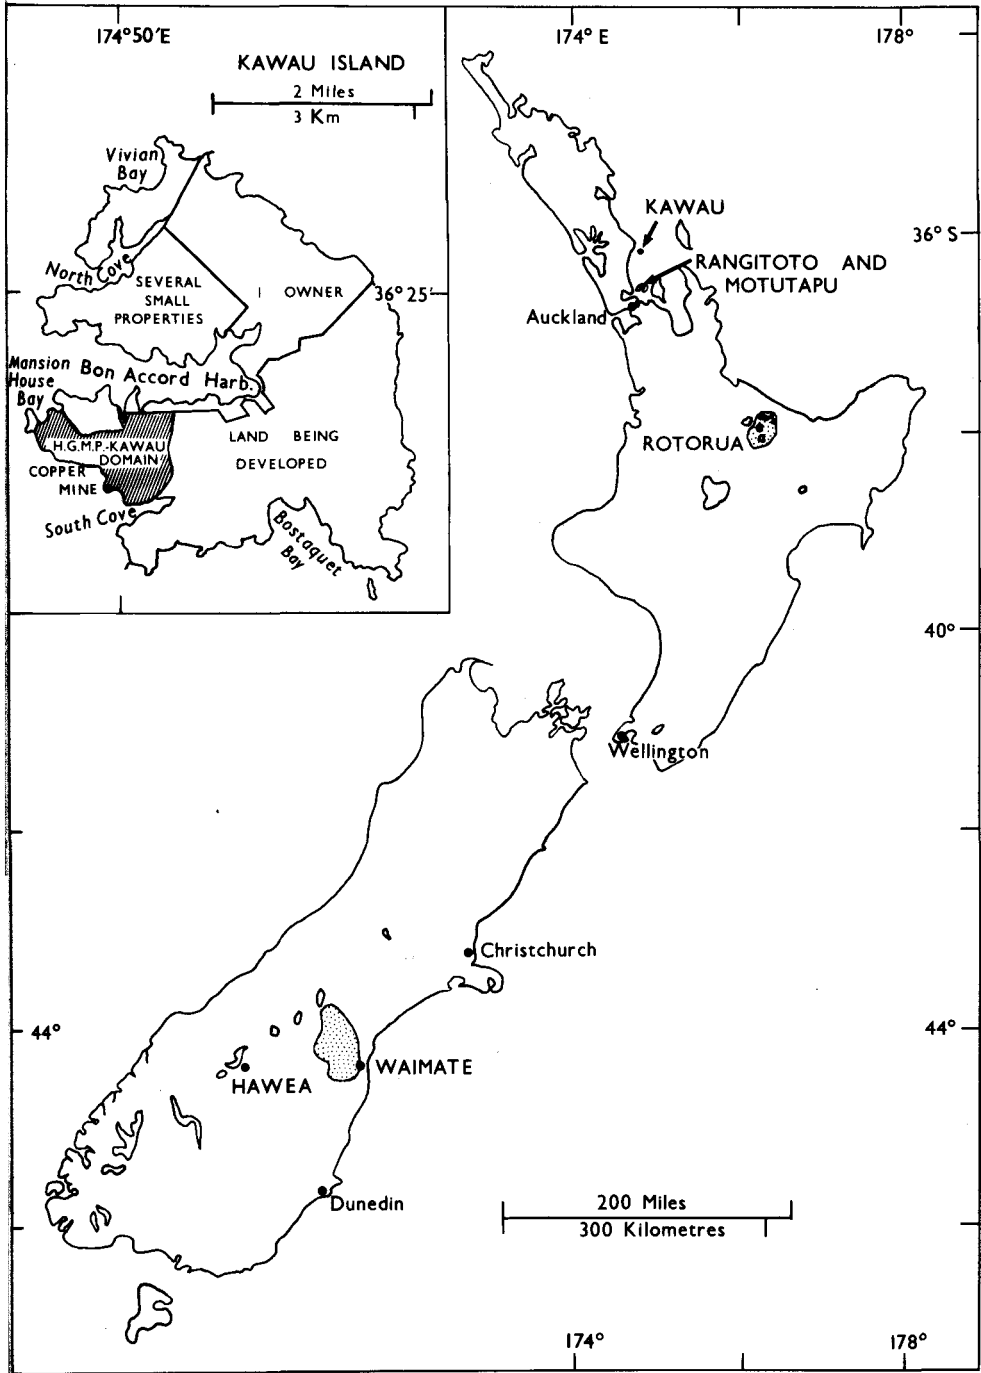 174°50'E
KAWAU ISLAND
2 Miles
3 Km
Vivian
Bay
North Cove
SEVERAL
SMALL
PROPERTIES
I OWNER
36°25'
Mansion
House
Bay
Bon Accord Harb.
H.G.M.P.-KAWAU
DOMAIN
COPPER
MINE
LAND BEING
DEVELOPED
South Cove
Bostaquet
Bay
174° E
178°
KAWAU
36° S
RANGITOTO AND
MOTUTAPU
Auckland
ROTORUA
40°
Wellington
Christchurch
44°
44°
WAIMATE
HAWEA
Dunedin
200 Miles
300 Kilometres
174°
178°